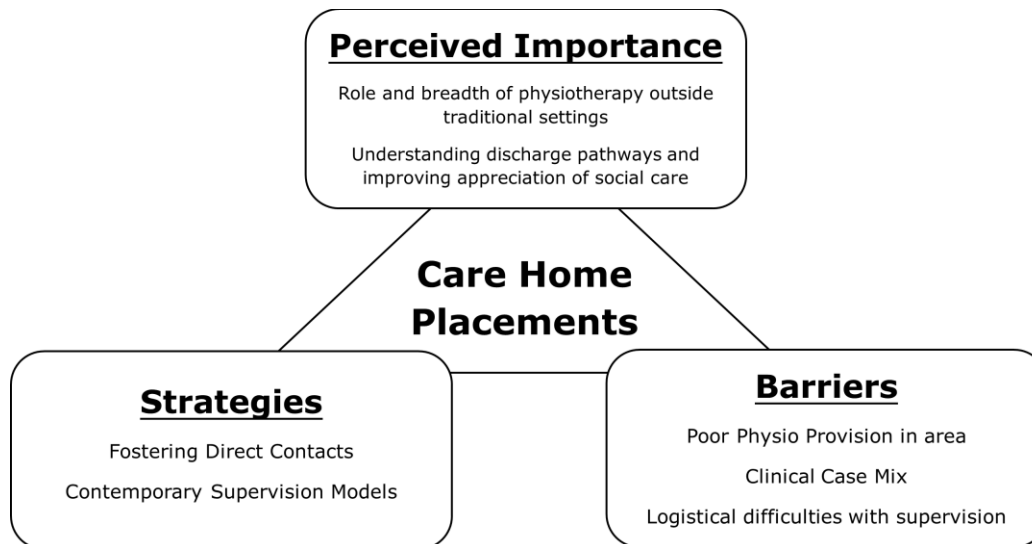 Perceived Importance
Role and breadth of physiotherapy outside
traditional settings
Understanding discharge pathways and
improving appreciation of social care
Care Home
Placements
Strategies
Fostering Direct Contacts
Contemporary Supervision Models
Barriers
Poor Physio Provision in area
Clinical Case Mix
Logistical difficulties with supervision